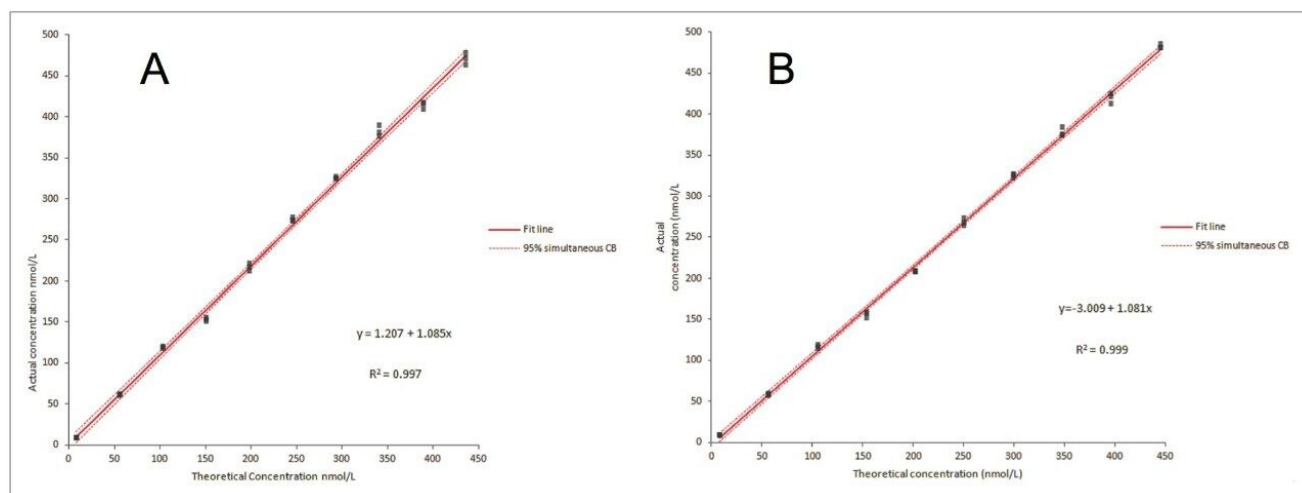 A
500
450
400
350
300
250
200
150
100
50
0
Actual concentration nmol/L
0 50 100 150 200 250 300 350 400 450
Theoretical Concentration nmol/L
Fit line
95% simultaneous CB
y = 1.207 + 1.085x
R² = 0.997
B
500
450
400
350
300
250
200
150
100
50
0
Actual
concentration (nmol/L)
0 50 100 150 200 250 300 350 400 450
Theoretical concentration (nmol/L)
Fit line
95% simultaneous CB
y=-3.009 + 1.081x
R² = 0.999